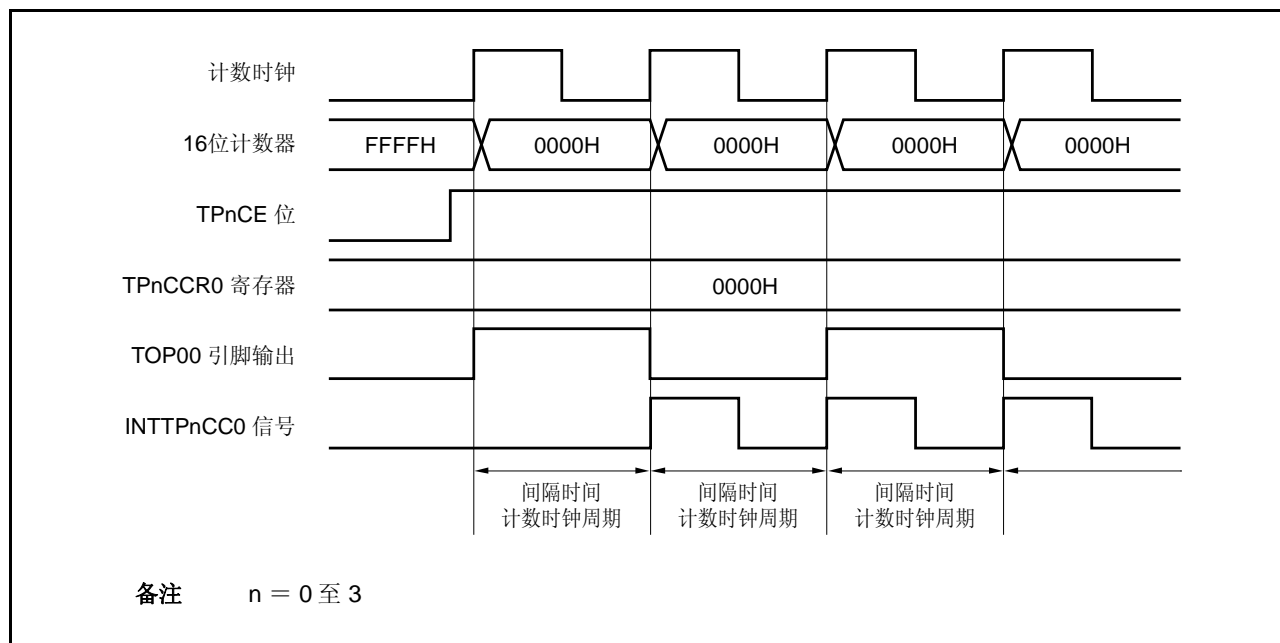 计数时钟
16位计数器
FFFFH 0000H 0000H 0000H 0000H
TPnCE 位
TPnCCR0 寄存器
0000H
TOP00 引脚输出
INTTPnCC0 信号
间隔时间 间隔时间 间隔时间
计数时钟周期 计数时钟周期 计数时钟周期
备注 n = 0 至 3